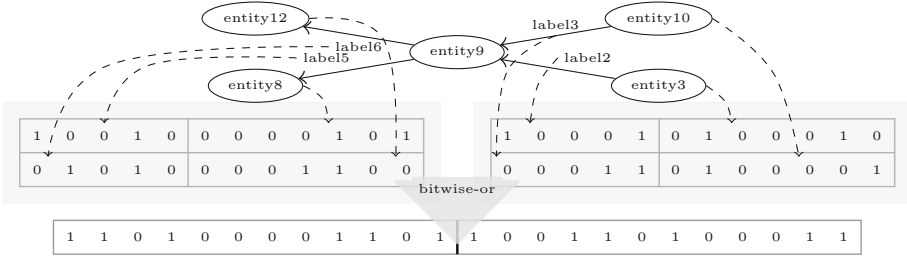 entity12
label3
entity10
label6
entity9
label5
label2
entity8
entity3
1 0 0 1 0 0 0 0 0 1 0 1
0 1 0 1 0 0 0 0 1 1 0 0
1 0 0 0 1 0 1 0 0 0 1 0
0 0 0 1 1 0 1 0 0 0 0 1
bitwise-or
1 1 0 1 0 0 0 0 1 1 0 1 1 0 0 1 1 0 1 0 0 0 1 1